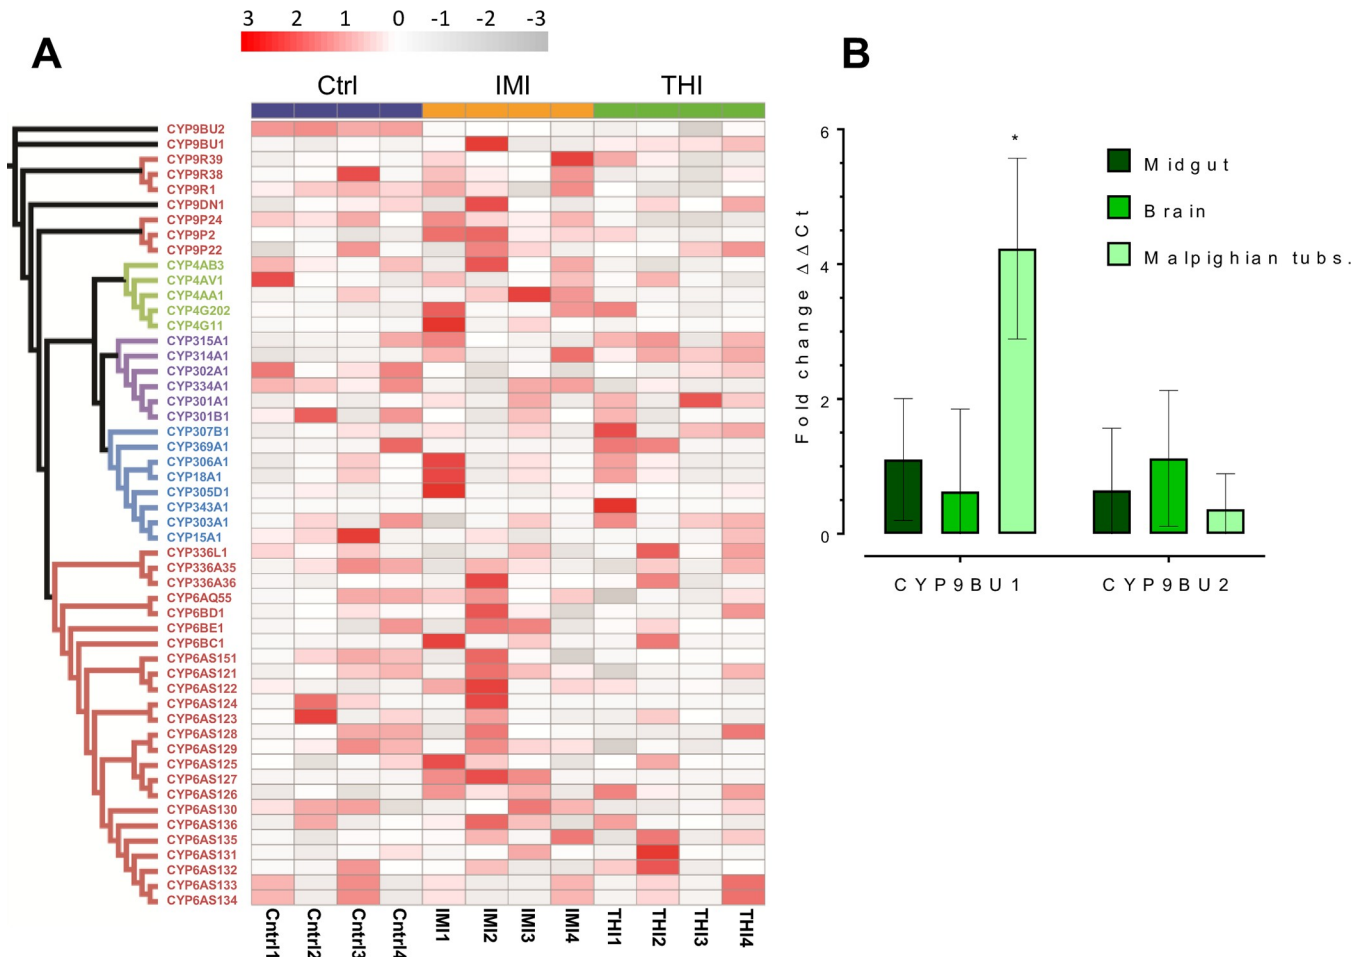 3 2 1 0 -1 -2 -3
A
Ctrl IMI THI
CYP9BU2
CYP9BU1
CYP9R39
CYP9R38
CYP9R1
CYP9DN1
CYP9P24
CYP9P2
CYP9P22
CYP4AB3
CYP4AV1
CYP4AA1
CYP4G202
CYP4G11
CYP315A1
CYP314A1
CYP302A1
CYP334A1
CYP301A1
CYP301B1
CYP307B1
CYP369A1
CYP306A1
CYP18A1
CYP305D1
CYP343A1
CYP303A1
CYP15A1
CYP336L1
CYP336A35
CYP336A36
CYP6AQ55
CYP6BD1
CYP6BE1
CYP6BC1
CYP6AS151
CYP6AS121
CYP6AS122
CYP6AS124
CYP6AS123
CYP6AS128
CYP6AS129
CYP6AS125
CYP6AS127
CYP6AS126
CYP6AS130
CYP6AS136
CYP6AS135
CYP6AS131
CYP6AS132
CYP6AS133
CYP6AS134
Cntrl1 Cntrl2 Cntrl3 Cntrl4 IMI1 IMI2 IMI3 IMI4 THI1 THI2 THI3 THI4
B
Fold change ΔΔCt
6
4
2
0
*
Midgut
Brain
Malpighian tubs.
CYP9BU1 CYP9BU2